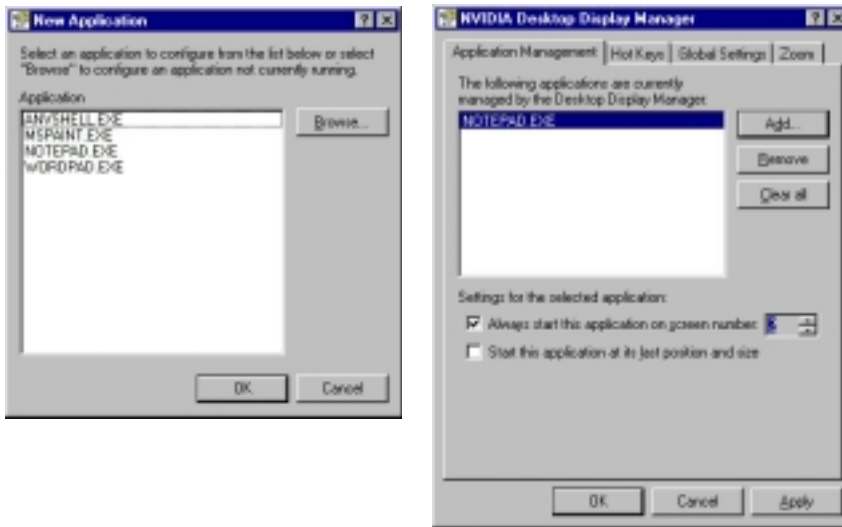 New Application
Select an application to configure from the list
below or select
"Browse" to configure an application not currently running.
Application
ANVSHELL.EXE
MSPAINT.EXE
NOTEPAD.EXE
WORDPAD.EXE
Browse...
OK
Cancel
NVIDIA Desktop Display Manager
Application Management
Hot Keys
Global Settings
Zoom
The following applications are currently
managed by the Desktop Display Manager.
NOTEPAD.EXE
Add...
Remove
Clear all
Settings for the selected application:
Always start this application on screen number:
Start this application at its last position and size
OK
Cancel
Apply